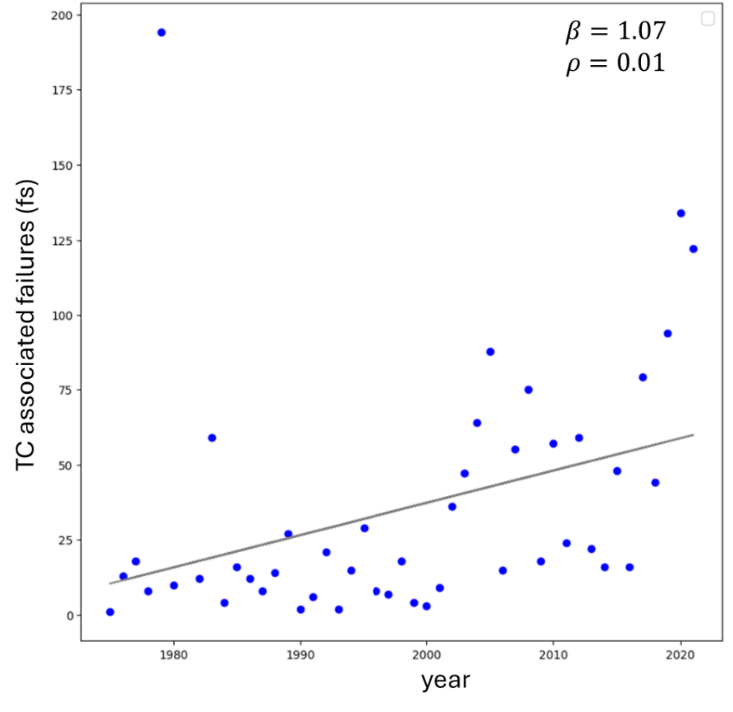 200
175
150
125
100
75
50
25
0
TC associated failures (fs)
β = 1.07
ρ = 0.01
1980 1990 2000 2010 2020
year